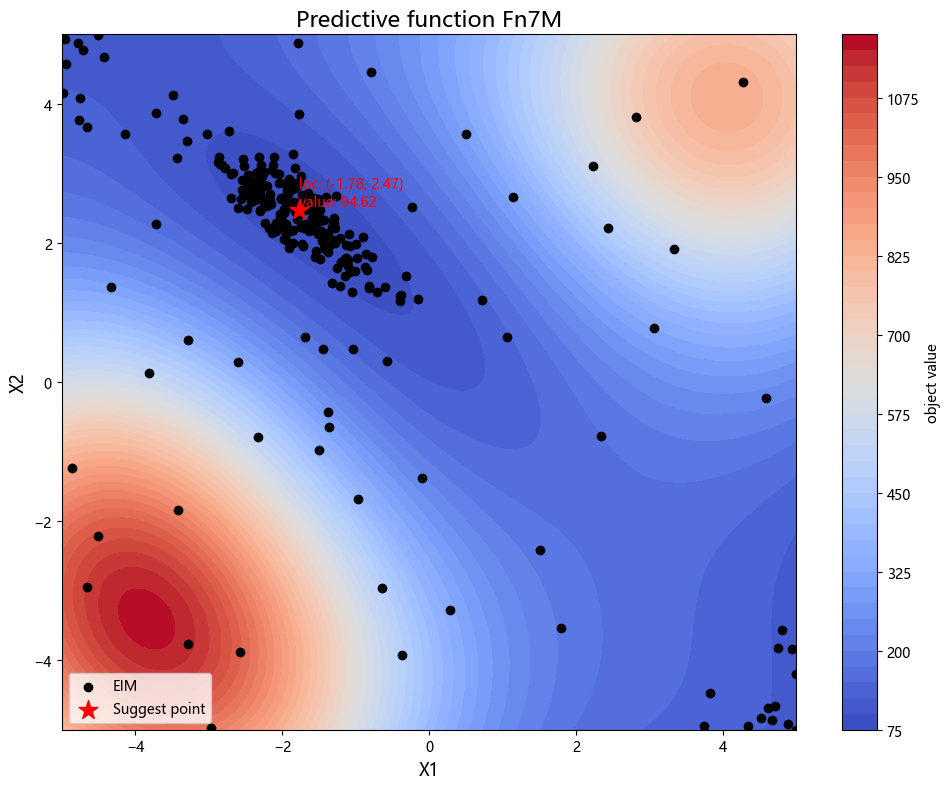 Predictive function Fn7M
loc: (-1.78, 2.47)
value: 94.62
X2
4
2
0
−2
−4
−4
−2
0
2
4
X1
EIM
Suggest point
1075
950
825
700
575
450
325
200
75
object value